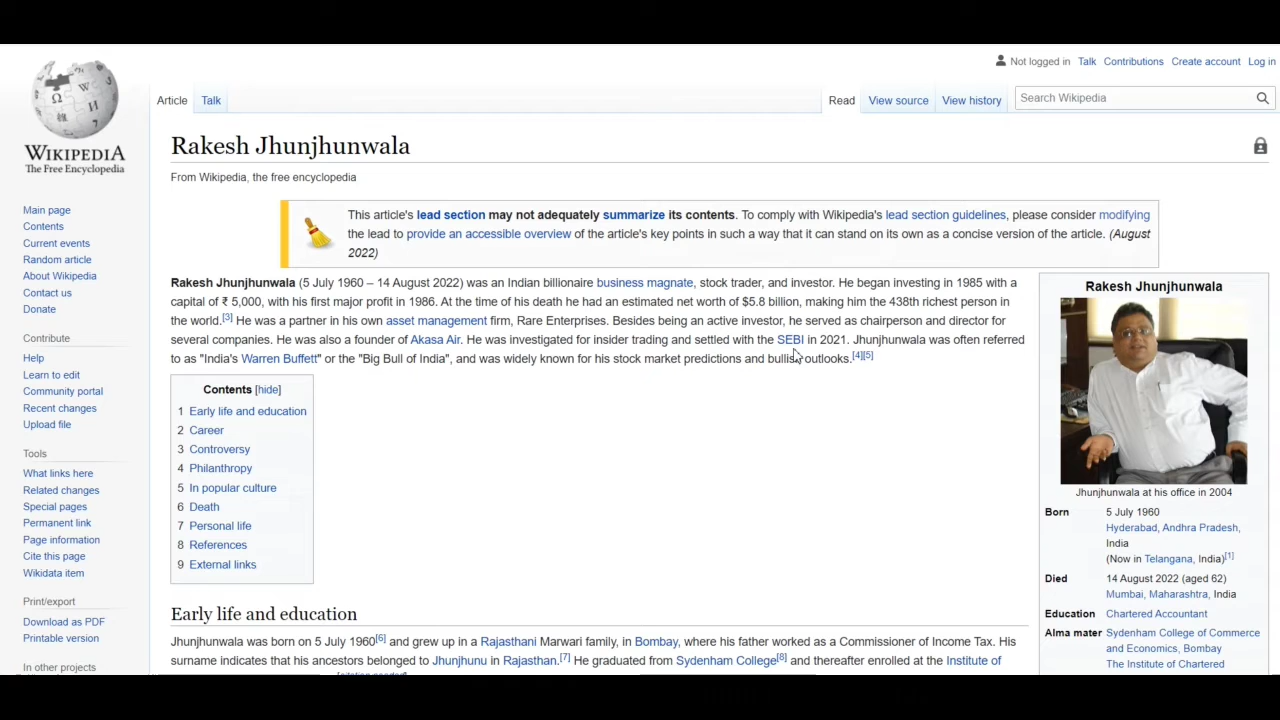 Not logged in Talk Contributions Create account Log in
Article Talk Read View source View history Search Wikipedia
WIKIPEDIA
The Free Encyclopedia
Main page
Contents
Current events
Random article
About Wikipedia
Contact us
Donate
Contribute
Help
Learn to edit
Community portal
Recent changes
Upload file
Tools
What links here
Related changes
Special pages
Permanent link
Page information
Cite this page
Wikidata item
Print/export
Download as PDF
Printable version
In other projects
Rakesh Jhunjhunwala
From Wikipedia, the free encyclopedia
This article's lead section may not adequately summarize its contents. To comply with Wikipedia's lead section guidelines, please consider modifying
the lead to provide an accessible overview of the article's key points in such a way that it can stand on its own as a concise version of the article. (August
2022)
Rakesh Jhunjhunwala (5 July 1960 – 14 August 2022) was an Indian billionaire business magnate, stock trader, and investor. He began investing in 1985 with a
capital of ₹ 5,000, with his first major profit in 1986. At the time of his death he had an estimated net worth of $5.8 billion, making him the 438th richest person in
the world.[3] He was a partner in his own asset management firm, Rare Enterprises. Besides being an active investor, he served as chairperson and director for
several companies. He was also a founder of Akasa Air. He was investigated for insider trading and settled with the SEBI in 2021. Jhunjhunwala was often referred
to as "India's Warren Buffett" or the "Big Bull of India", and was widely known for his stock market predictions and bullish outlooks.[4][5]
Contents [hide]
1 Early life and education
2 Career
3 Controversy
4 Philanthropy
5 In popular culture
6 Death
7 Personal life
8 References
9 External links
Early life and education
Jhunjhunwala was born on 5 July 1960[6] and grew up in a Rajasthani Marwari family, in Bombay, where his father worked as a Commissioner of Income Tax. His
surname indicates that his ancestors belonged to Jhunjhunu in Rajasthan.[7] He graduated from Sydenham College[8] and thereafter enrolled at the Institute of
Rakesh Jhunjhunwala
Jhunjhunwala at his office in 2004
Born 5 July 1960
Hyderabad, Andhra Pradesh,
India
(Now in Telangana, India)[1]
Died 14 August 2022 (aged 62)
Mumbai, Maharashtra, India
Education Chartered Accountant
Alma mater Sydenham College of Commerce
and Economics, Bombay
The Institute of Chartered